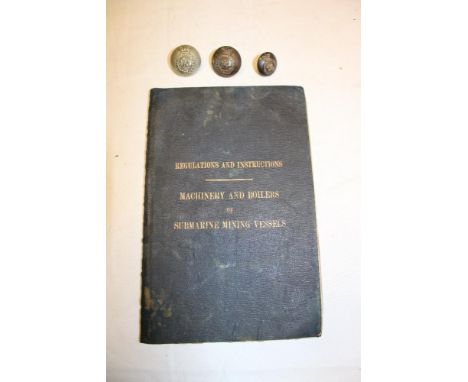 REGULATIONS AND INSTRUCTIONS
MACHINERY AND BOILERS
OF
SUBMARINE MINING VESSELS